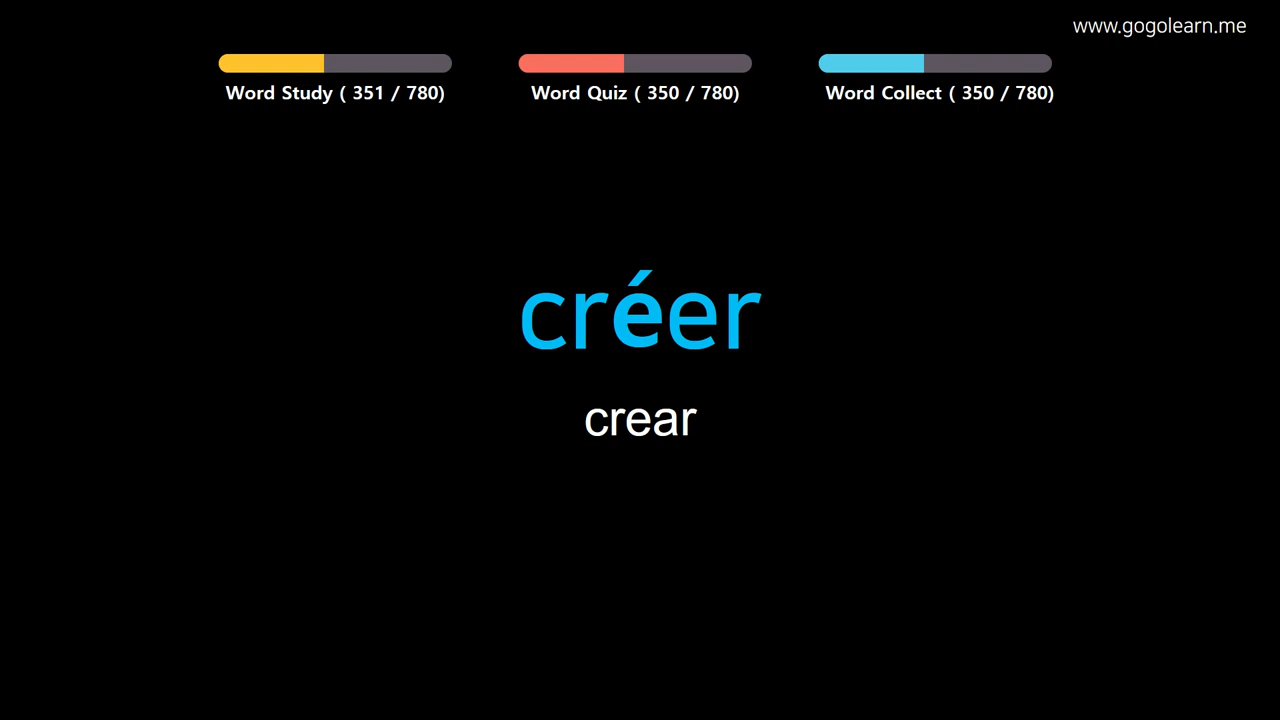 www.gogolearn.me
Word Study ( 351 / 780)
Word Quiz ( 350 / 780)
Word Collect ( 350 / 780)
créer
crear